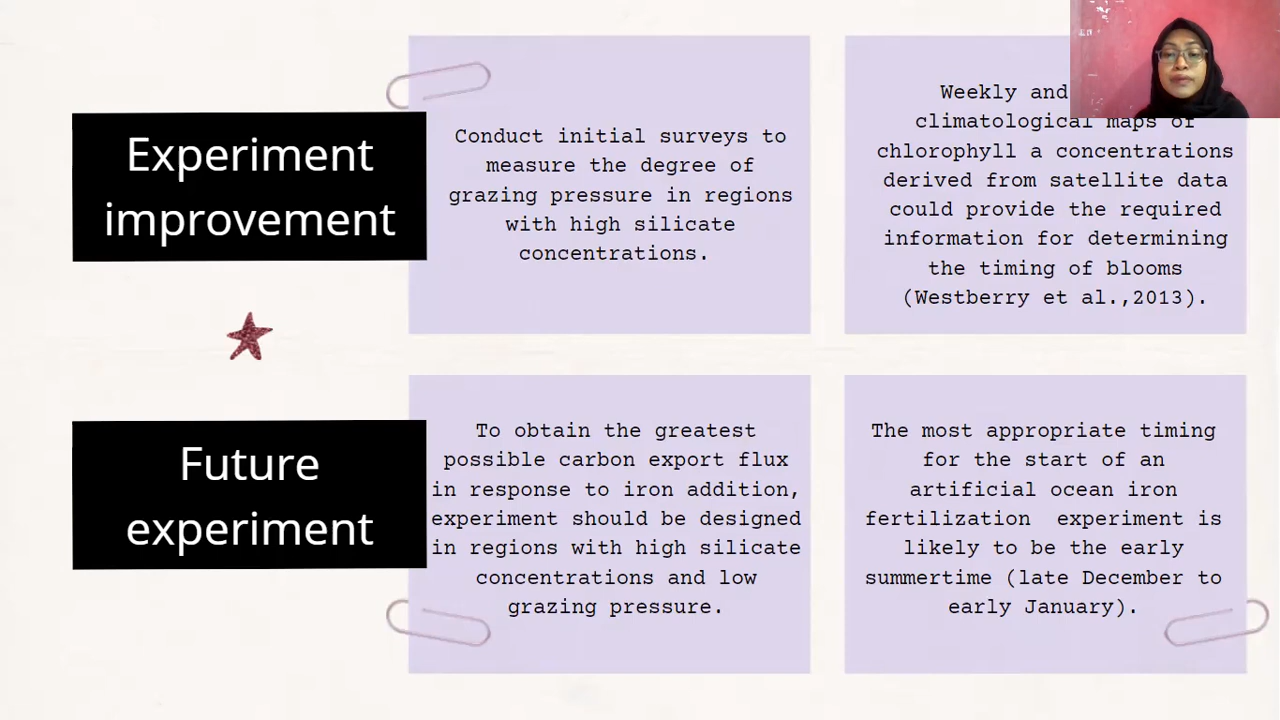 Experiment
improvement
Conduct initial surveys to
measure the degree of
grazing pressure in regions
with high silicate
concentrations.
Weekly and
climatological maps of
chlorophyll a concentrations
derived from satellite data
could provide the required
information for determining
the timing of blooms
(Westberry et al.,2013).
Future
experiment
To obtain the greatest
possible carbon export flux
in response to iron addition,
experiment should be designed
in regions with high silicate
concentrations and low
grazing pressure.
The most appropriate timing
for the start of an
artificial ocean iron
fertilization  experiment is
likely to be the early
summertime (late December to
early January).